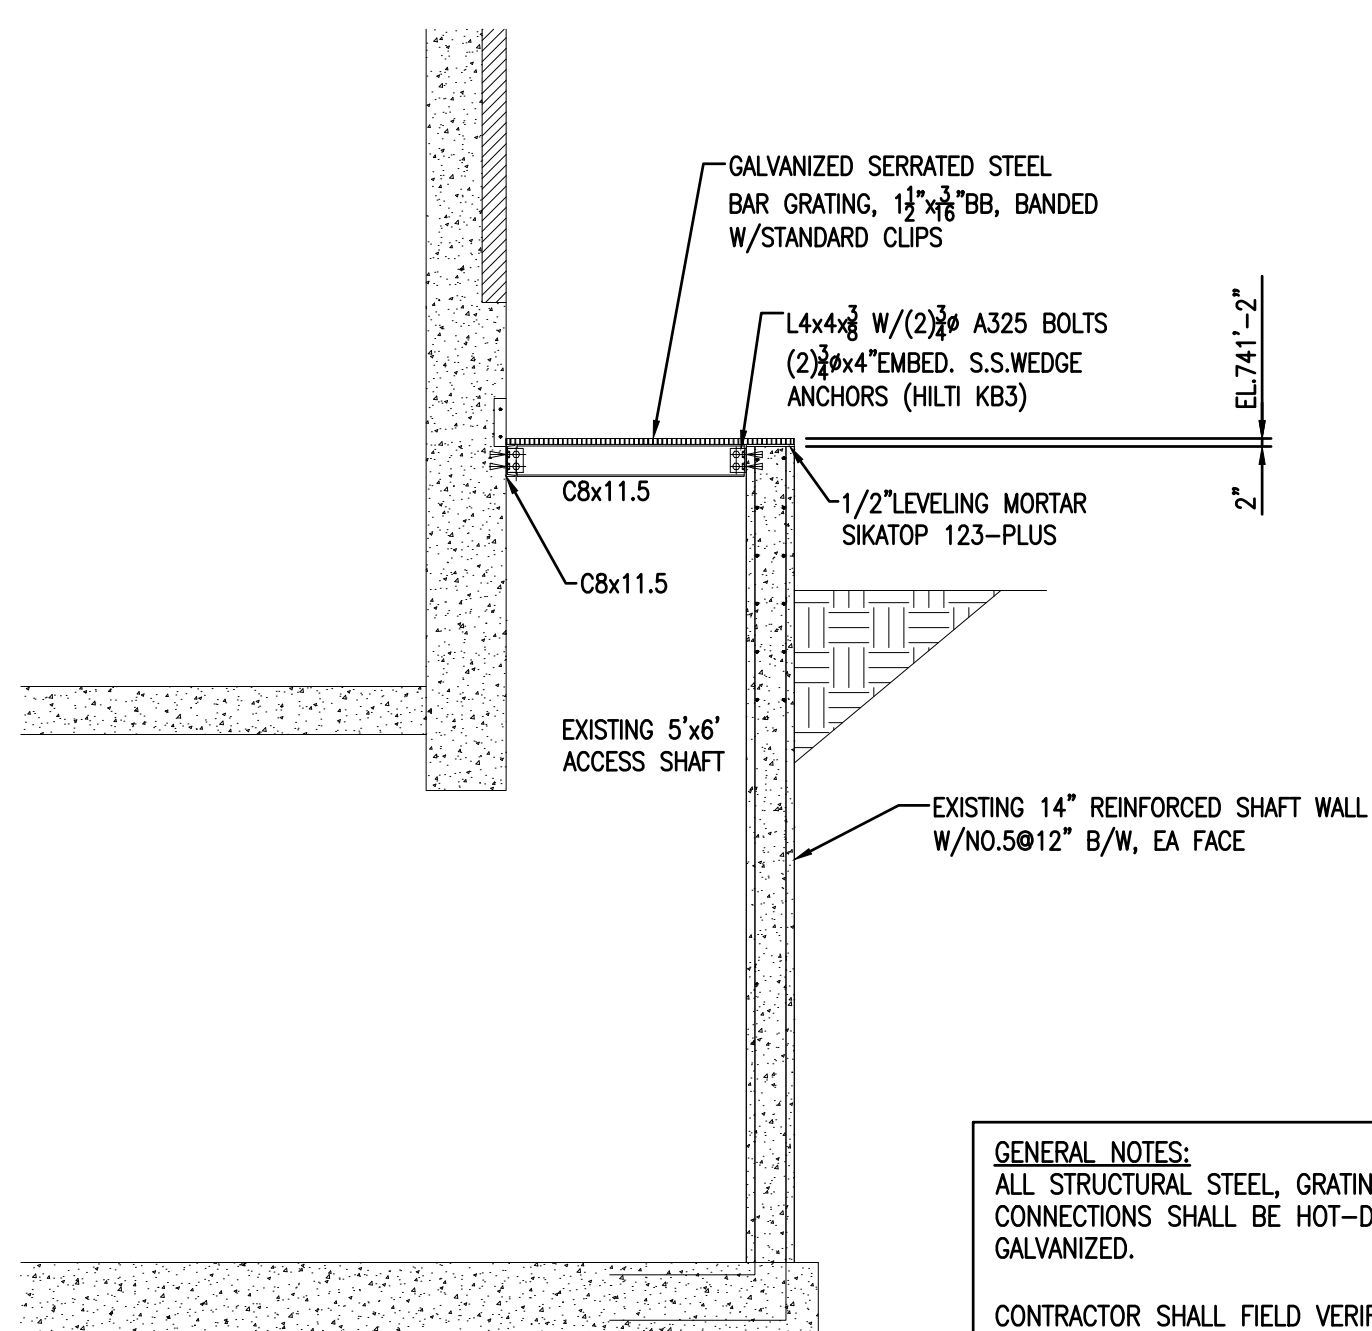 GALVANIZED SERRATED STEEL
BAR GRATING, 1 1/2"x3/16"BB, BANDED
W/STANDARD CLIPS
L4x4x3/8 W/(2)3/4ø A325 BOLTS
(2)3/4øx4"EMBED. S.S.WEDGE
ANCHORS (HILTI KB3)
EL.741'-2"
2"
C8x11.5
1/2"LEVELING MORTAR
SIKATOP 123-PLUS
C8x11.5
EXISTING 5'x6'
ACCESS SHAFT
EXISTING 14" REINFORCED SHAFT WALL
W/NO.5@12" B/W, EA FACE
GENERAL NOTES:
ALL STRUCTURAL STEEL, GRATIN
CONNECTIONS SHALL BE HOT-D
GALVANIZED.
CONTRACTOR SHALL FIELD VERIF